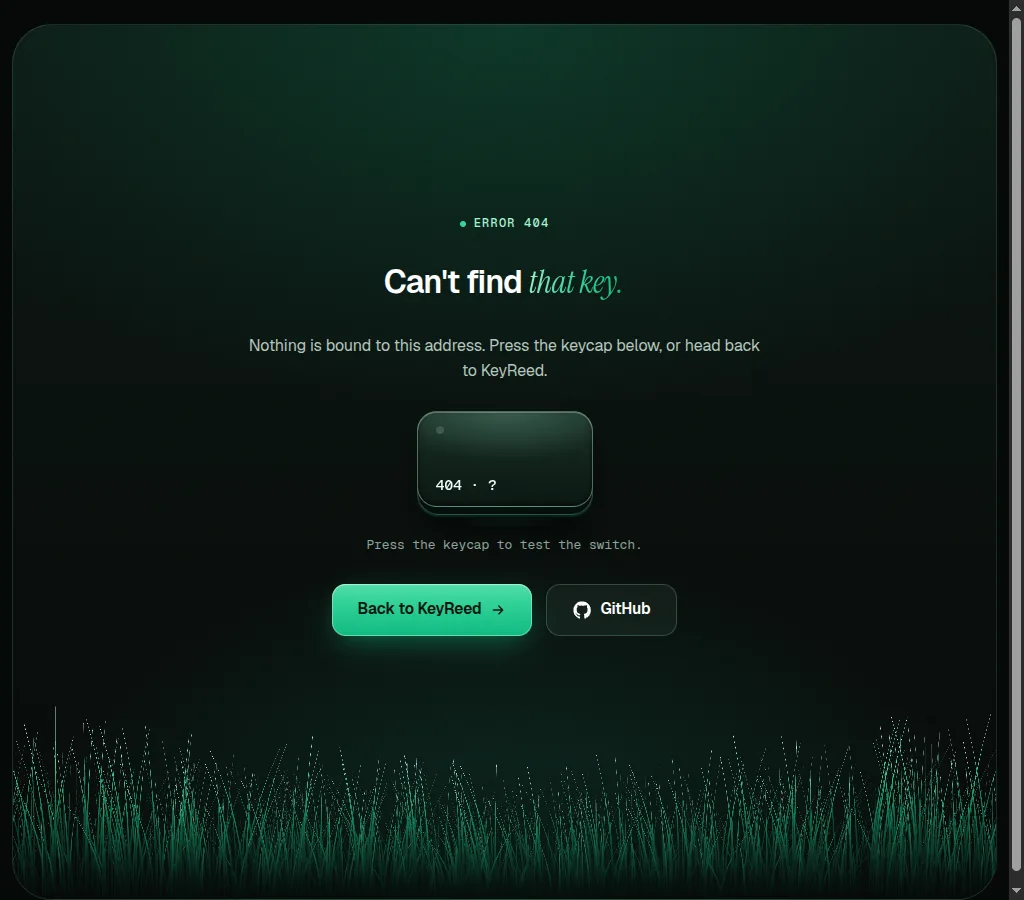 ERROR 404
Can't find that key.
Nothing is bound to this address. Press the keycap below, or head back
to KeyReed.
404 · ?
Press the keycap to test the switch.
Back to KeyReed →
GitHub